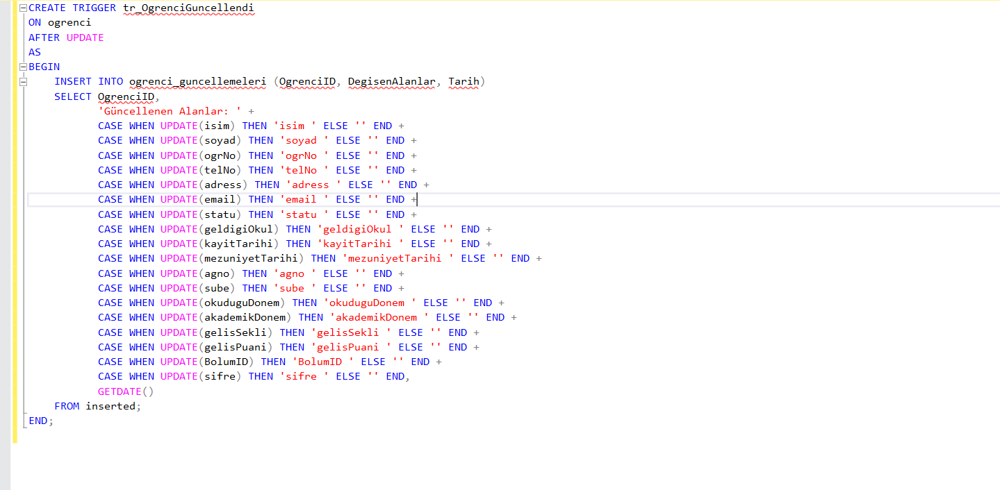 CREATE TRIGGER tr_OgrenciGuncellendi
ON ogrenci
AFTER UPDATE
AS
BEGIN
    INSERT INTO ogrenci_guncellemeleri (OgrenciID, DegisenAlanlar, Tarih)
    SELECT OgrenciID,
           'Güncellenen Alanlar: ' +
           CASE WHEN UPDATE(isim) THEN 'isim ' ELSE '' END +
           CASE WHEN UPDATE(soyad) THEN 'soyad ' ELSE '' END +
           CASE WHEN UPDATE(ogrNo) THEN 'ogrNo ' ELSE '' END +
           CASE WHEN UPDATE(telNo) THEN 'telNo ' ELSE '' END +
           CASE WHEN UPDATE(adress) THEN 'adress ' ELSE '' END +
           CASE WHEN UPDATE(email) THEN 'email ' ELSE '' END +
           CASE WHEN UPDATE(statu) THEN 'statu ' ELSE '' END +
           CASE WHEN UPDATE(geldigiOkul) THEN 'geldigiOkul ' ELSE '' END +
           CASE WHEN UPDATE(kayitTarihi) THEN 'kayitTarihi ' ELSE '' END +
           CASE WHEN UPDATE(mezuniyetTarihi) THEN 'mezuniyetTarihi ' ELSE '' END +
           CASE WHEN UPDATE(agno) THEN 'agno ' ELSE '' END +
           CASE WHEN UPDATE(sube) THEN 'sube ' ELSE '' END +
           CASE WHEN UPDATE(okuduguDonem) THEN 'okuduguDonem ' ELSE '' END +
           CASE WHEN UPDATE(akademikDonem) THEN 'akademikDonem ' ELSE '' END +
           CASE WHEN UPDATE(gelisSekli) THEN 'gelisSekli ' ELSE '' END +
           CASE WHEN UPDATE(gelisPuani) THEN 'gelisPuani ' ELSE '' END +
           CASE WHEN UPDATE(BolumID) THEN 'BolumID ' ELSE '' END +
           CASE WHEN UPDATE(sifre) THEN 'sifre ' ELSE '' END,
           GETDATE()
    FROM inserted;
END;